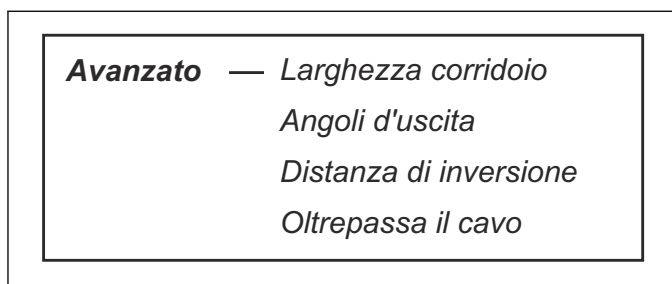 Avanzato — Larghezza corridoio
Angoli d'uscita
Distanza di inversione
Oltrepassa il cavo